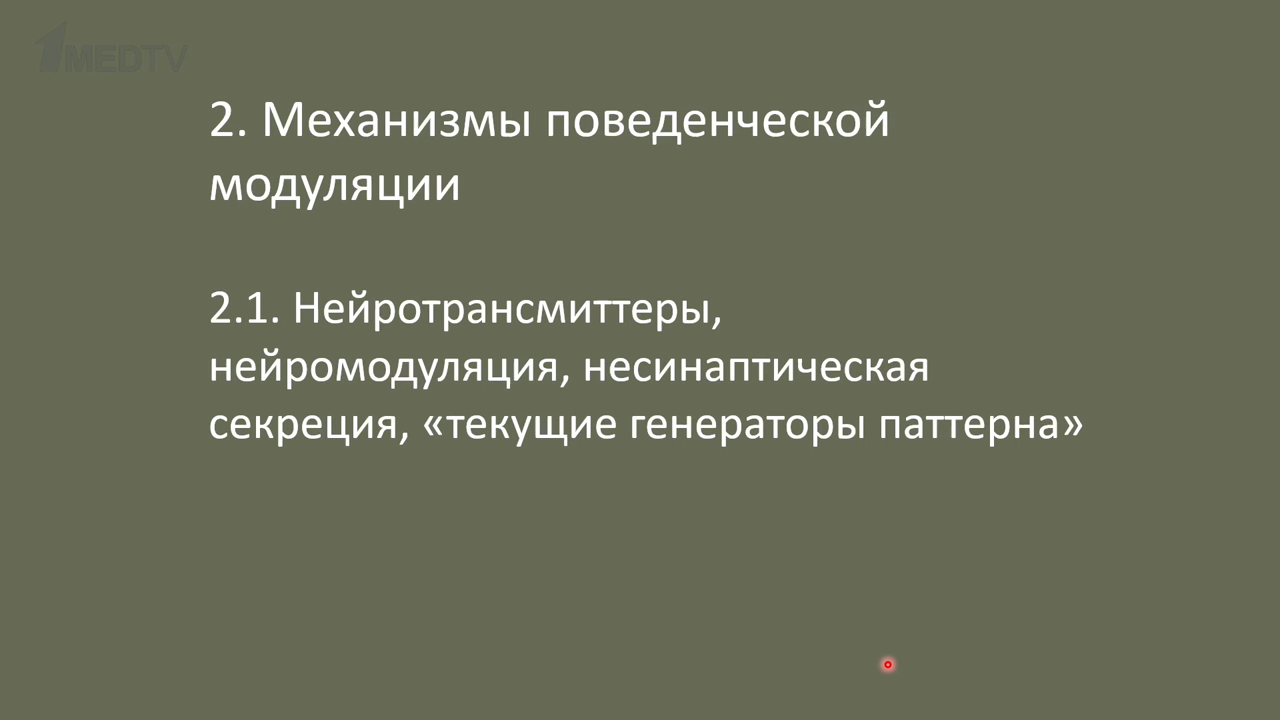 1MEDTV
2. Механизмы поведенческой
модуляции
2.1. Нейротрансмиттеры,
нейромодуляция, несинаптическая
секреция, «текущие генераторы паттерна»